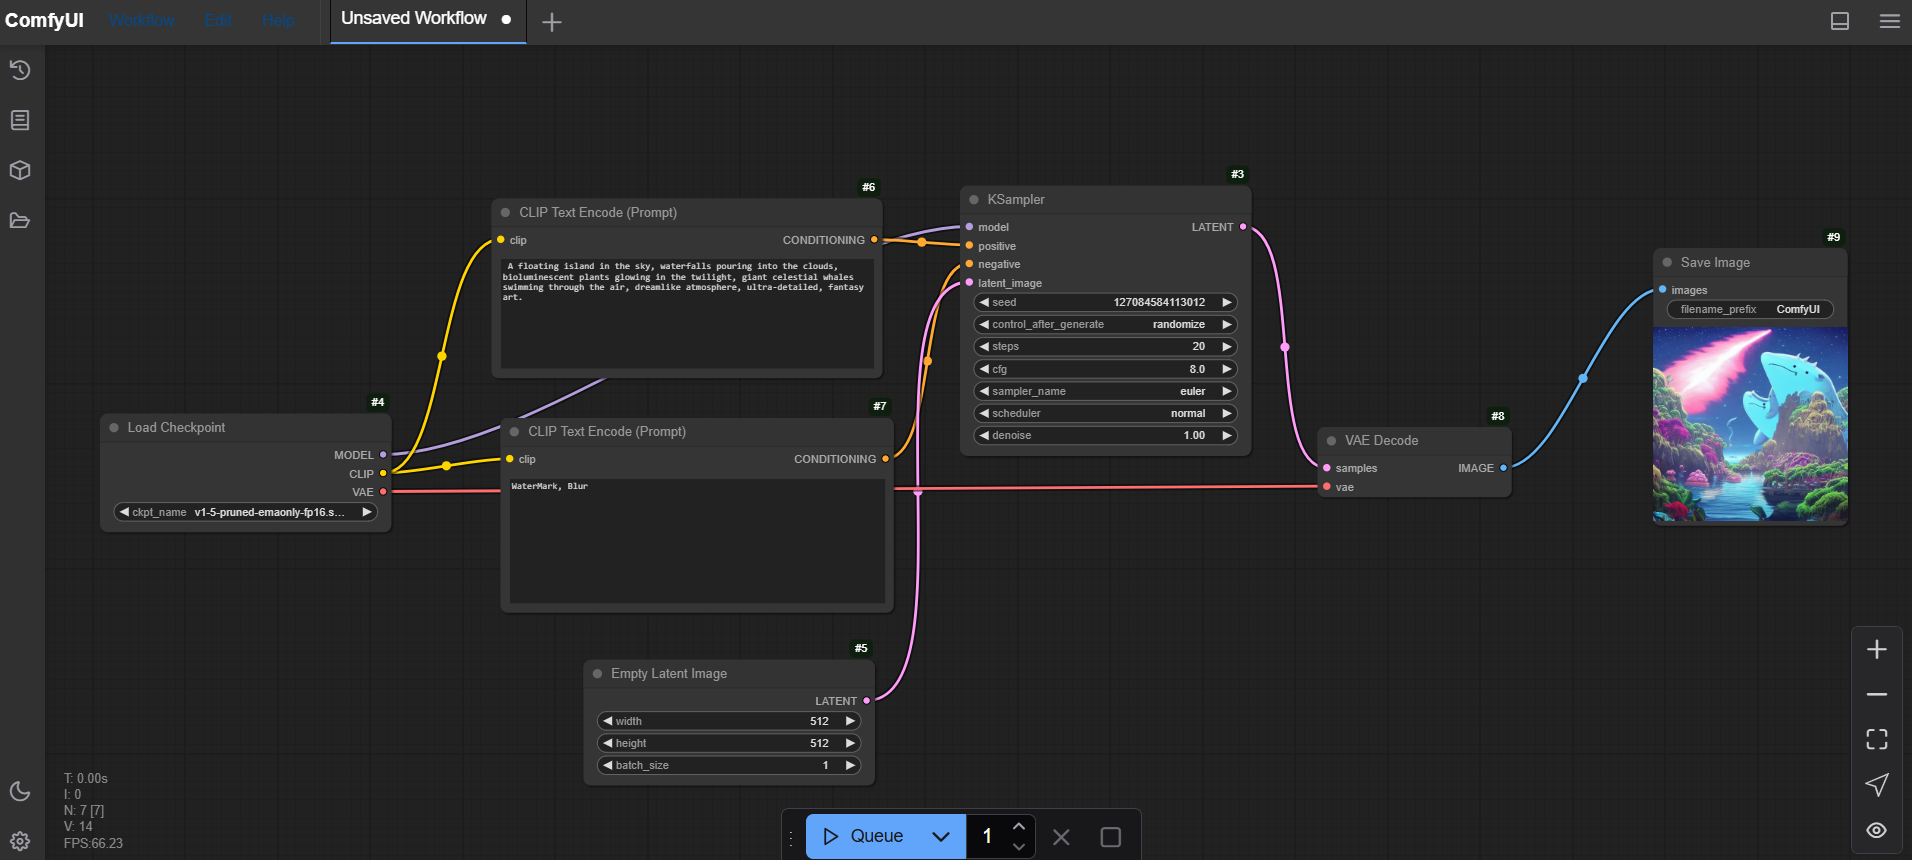 ComfyUI Workflow Edit Help Unsaved Workflow
#6
CLIP Text Encode (Prompt)
clip CONDITIONING
A floating island in the sky, waterfalls pouring into the clouds,
bioluminescent plants glowing in the twilight, giant celestial whales
swimming through the air, dreamlike atmosphere, ultra-detailed, fantasy
art.
#3
KSampler
model LATENT
positive
negative
latent_image
seed 127084584113012
control_after_generate randomize
steps 20
cfg 8.0
sampler_name euler
scheduler normal
denoise 1.00
#9
Save Image
images
filename_prefix ComfyUI
#4
Load Checkpoint
MODEL
CLIP
VAE
ckpt_name v1-5-pruned-emaonly-fp16.s...
#7
CLIP Text Encode (Prompt)
clip CONDITIONING
WaterMark, Blur
#8
VAE Decode
samples IMAGE
vae
#5
Empty Latent Image
LATENT
width 512
height 512
batch_size 1
T: 0.00s
I: 0
N: 7 [7]
V: 14
FPS:66.23
Queue 1